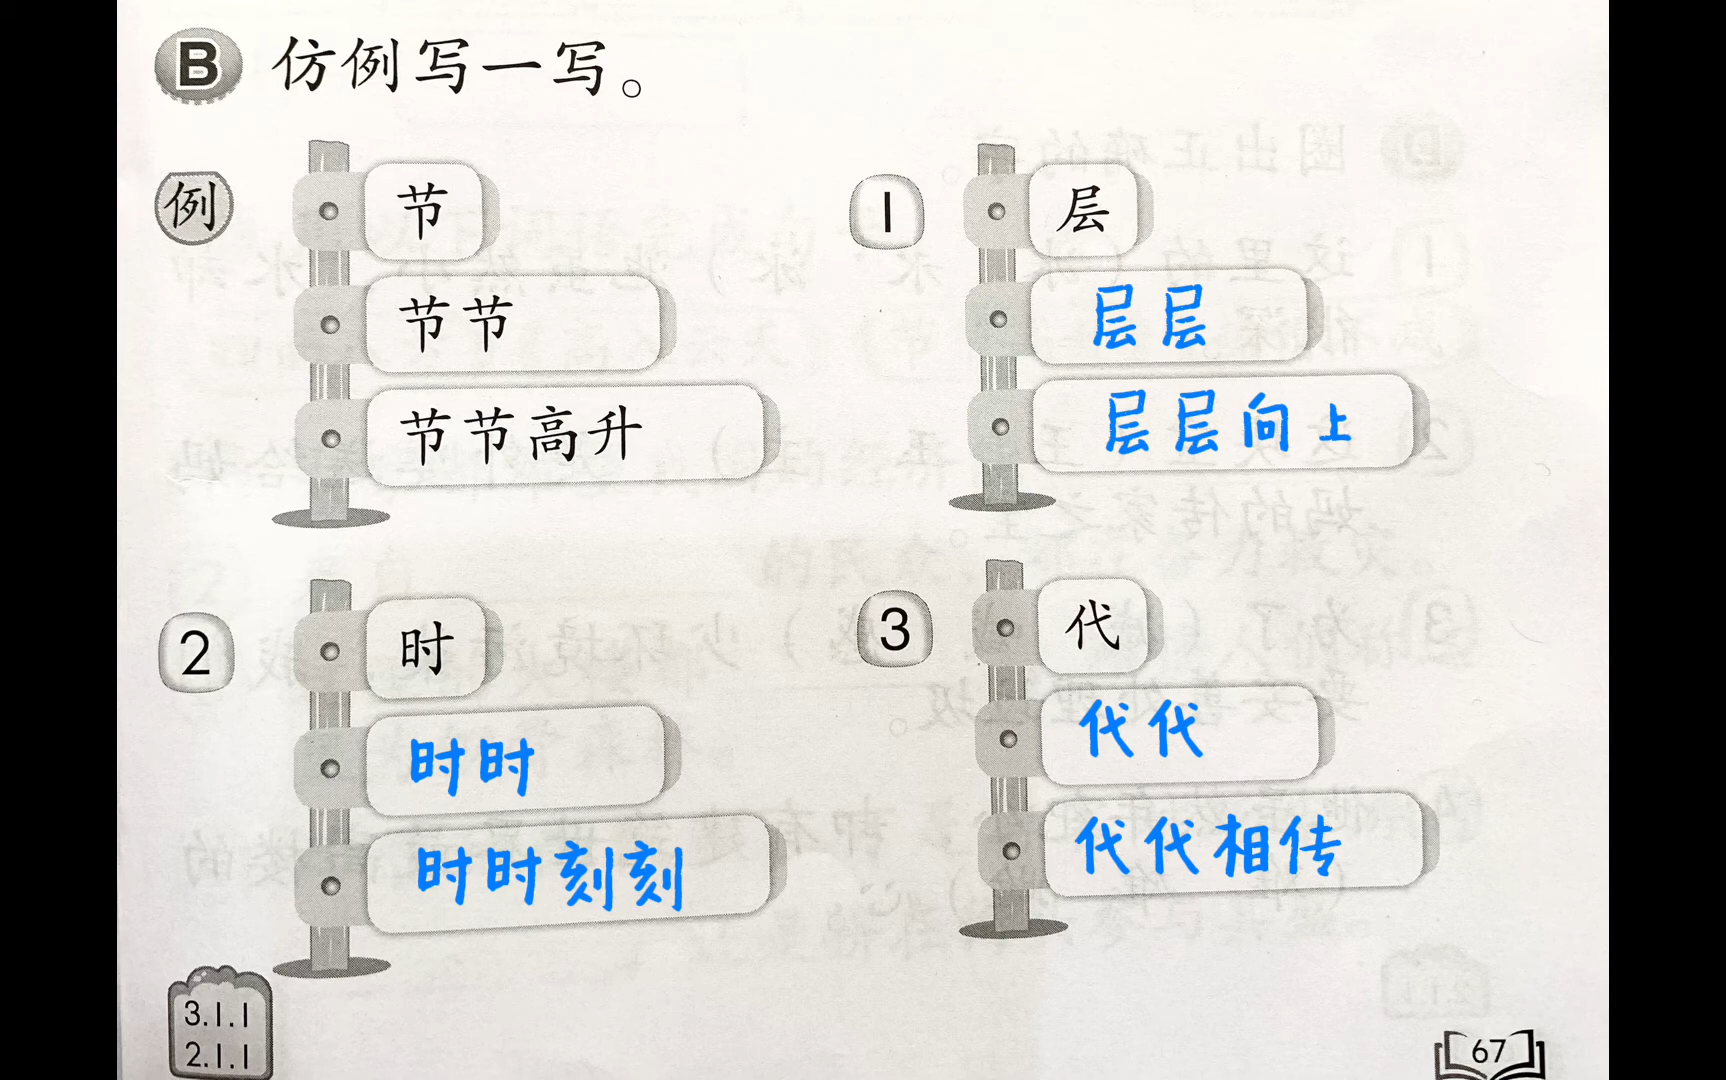 B 仿例写一写。
例 节
节节
节节高升
1 层
层层
层层向上
2 时
时时
时时刻刻
3 代
代代
代代相传
3.1.1
2.1.1
67